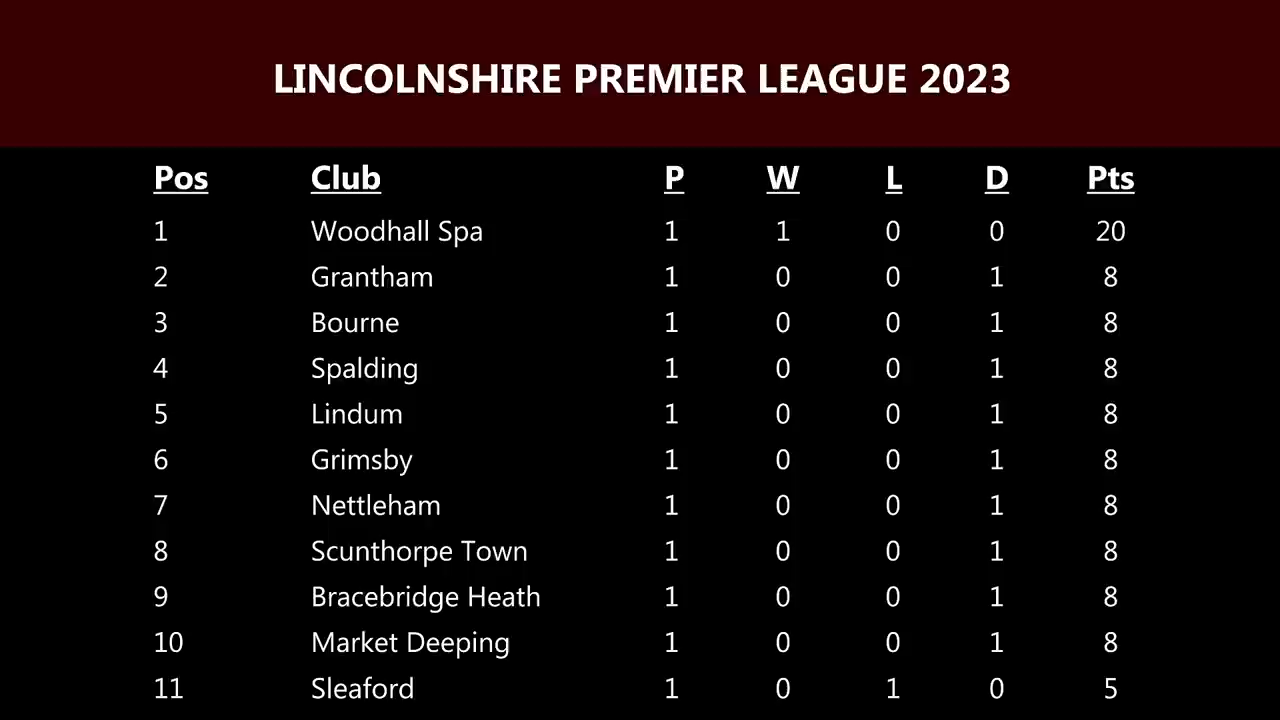 LINCOLNSHIRE PREMIER LEAGUE 2023
Pos Club P W L D Pts
1 Woodhall Spa 1 1 0 0 20
2 Grantham 1 0 0 1 8
3 Bourne 1 0 0 1 8
4 Spalding 1 0 0 1 8
5 Lindum 1 0 0 1 8
6 Grimsby 1 0 0 1 8
7 Nettleham 1 0 0 1 8
8 Scunthorpe Town 1 0 0 1 8
9 Bracebridge Heath 1 0 0 1 8
10 Market Deeping 1 0 0 1 8
11 Sleaford 1 0 1 0 5